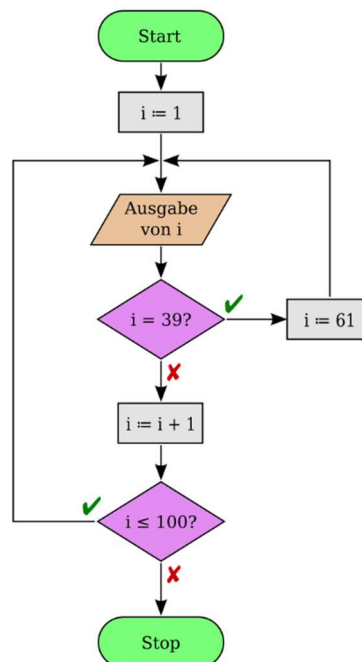 Start
i ≔ 1
Ausgabe
von i
i = 39?
✔
i ≔ 61
✘
i ≔ i + 1
✔
i ≤ 100?
✘
Stop